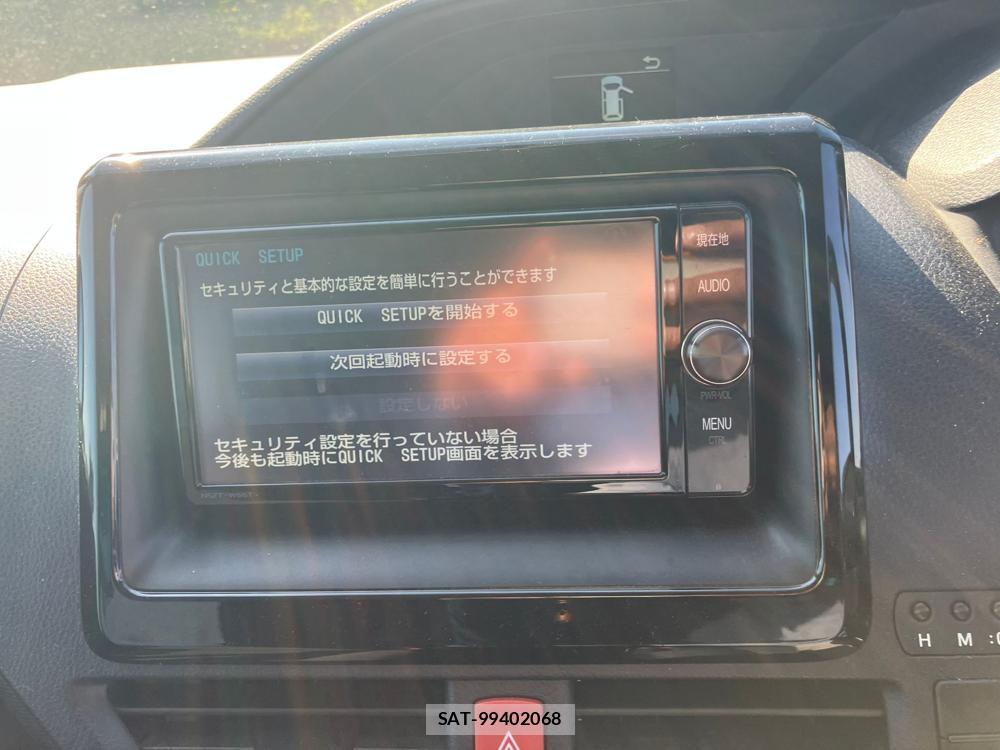 QUICK SETUP
セキュリティと基本的な設定を簡単に行うことができます
QUICK SETUPを開始する
次回起動時に設定する
設定しない
セキュリティ設定を行っていない場合
今後も起動時にQUICK SETUP画面を表示します
NSZT-W66T
現在地
AUDIO
PWR·VOL
MENU
CTRL
H M :0
SAT-99402068